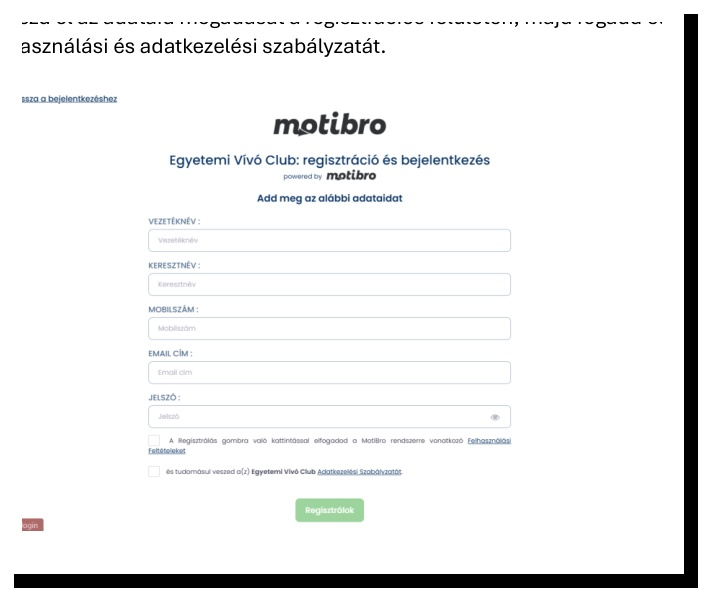 asználási és adatkezelési szabályzatát.
ssza a bejelentkezéshez
motibro
Egyetemi Vívó Club: regisztráció és bejelentkezés
powered by motibro
Add meg az alábbi adataidat
VEZETÉKNÉV :
Vezetéknév
KERESZTNÉV :
Keresztnév
MOBILSZÁM :
Mobilszám
EMAIL CÍM :
Email cím
JELSZÓ :
Jelszó
A Regisztrálás gombra való kattintással elfogadod a MotiBro rendszerre vonatkozó Felhasználási
Feltételeket
és tudomásul veszed a(z) Egyetemi Vívó Club Adatkezelési Szabályzatát.
Regisztrálok
ogin